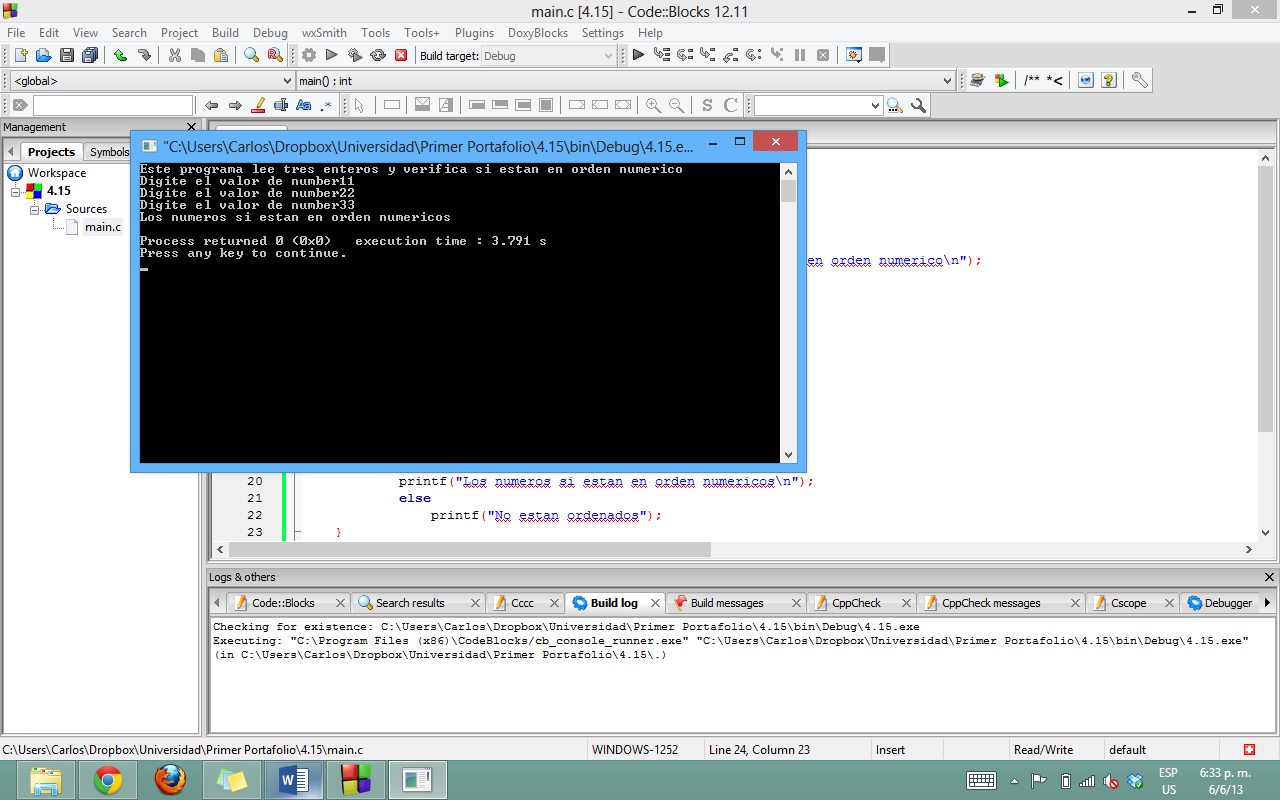 main.c [4.15] - Code::Blocks 12.11
File Edit View Search Project Build Debug wxSmith Tools Tools+ Plugins DoxyBlocks Settings Help
Build target: Debug
<global> main() : int
/** *<
S C
Management
Projects Symbols
Workspace
4.15
Sources
main.c
"C:\Users\Carlos\Dropbox\Universidad\Primer Portafolio\4.15\bin\Debug\4.15.e...
Este programa lee tres enteros y verifica si estan en orden numerico
Digite el valor de number11
Digite el valor de number22
Digite el valor de number33
Los numeros si estan en orden numericos
Process returned 0 (0x0) execution time : 3.791 s
Press any key to continue.
en orden numerico\n");
20 printf("Los numeros si estan en orden numericos\n");
21 else
22 printf("No estan ordenados");
23 }
Logs & others
Code::Blocks Search results Cccc Build log Build messages CppCheck CppCheck messages Cscope Debugger
Checking for existence: C:\Users\Carlos\Dropbox\Universidad\Primer Portafolio\4.15\bin\Debug\4.15.exe
Executing: "C:\Program Files (x86)\CodeBlocks/cb_console_runner.exe" "C:\Users\Carlos\Dropbox\Universidad\Primer Portafolio\4.15\bin\Debug\4.15.exe"
(in C:\Users\Carlos\Dropbox\Universidad\Primer Portafolio\4.15\.)
C:\Users\Carlos\Dropbox\Universidad\Primer Portafolio\4.15\main.c WINDOWS-1252 Line 24, Column 23 Insert Read/Write default
ESP 6:33 p. m.
US 6/6/13